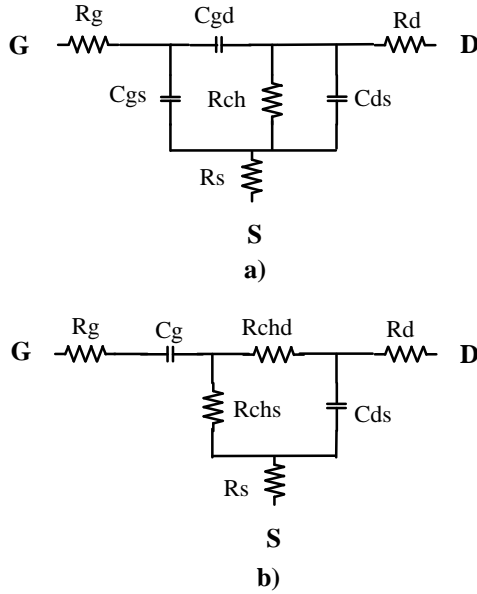 Rg Cgd Rd
G D
Cgs Rch Cds
Rs
S
a)
Rg Cg Rchd Rd
G D
Rchs Cds
Rs
S
b)